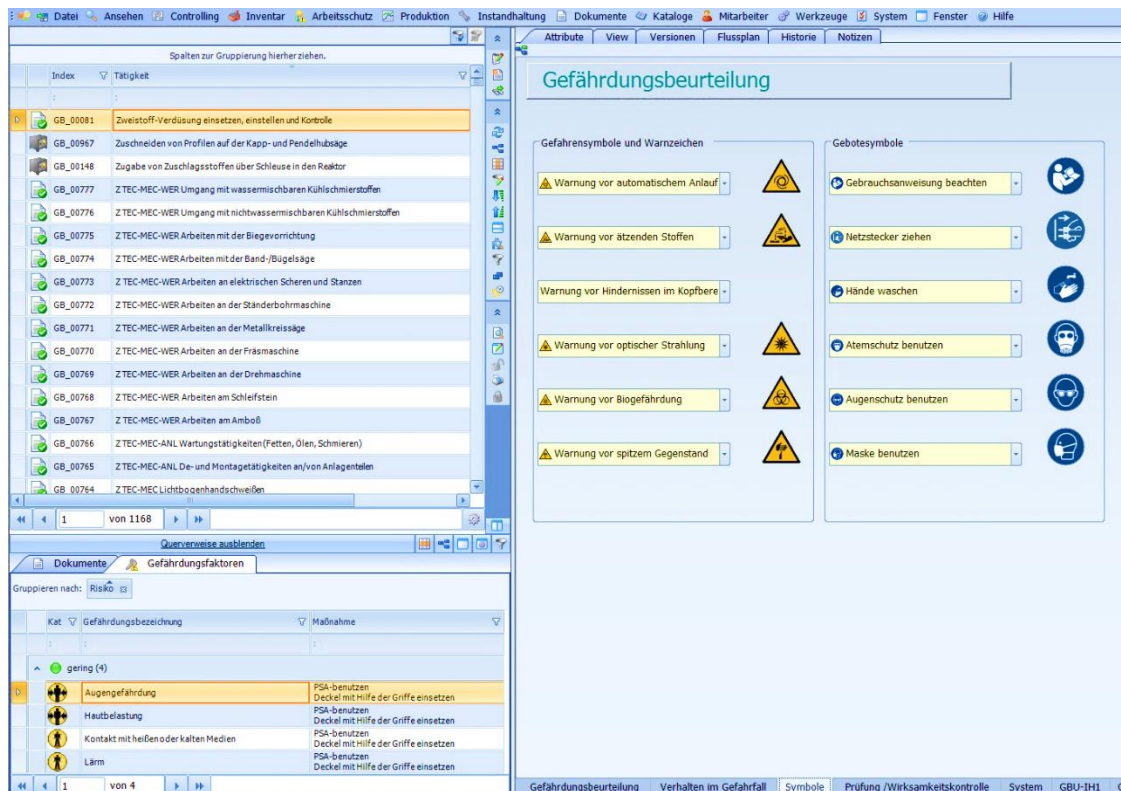 Datei Ansehen Controlling Inventar Arbeitsschutz Produktion Instandhaltung Dokumente Kataloge Mitarbeiter Werkzeuge System Fenster Hilfe
Spalten zur Gruppierung hierher ziehen.
Index Tätigkeit
GB_00081 Zweistoff-Verdüsung einsetzen, einstellen und Kontrolle
GB_00967 Zuschneiden von Profilen auf der Kapp- und Pendelhubsäge
GB_00148 Zugabe von Zuschlagsstoffen über Schleuse in den Reaktor
GB_00777 Z TEC-MEC-WER Umgang mit wassermischbaren Kühlschmierstoffen
GB_00776 Z TEC-MEC-WER Umgang mit nichtwassermischbaren Kühlschmierstoffen
GB_00775 Z TEC-MEC-WER Arbeiten mit der Biegevorrichtung
GB_00774 Z TEC-MEC-WER Arbeiten mit der Band-/Bügelsäge
GB_00773 Z TEC-MEC-WER Arbeiten an elektrischen Scheren und Stanzen
GB_00772 Z TEC-MEC-WER Arbeiten an der Ständerbohrmaschine
GB_00771 Z TEC-MEC-WER Arbeiten an der Metallkreissäge
GB_00770 Z TEC-MEC-WER Arbeiten an der Fräsmaschine
GB_00769 Z TEC-MEC-WER Arbeiten an der Drehmaschine
GB_00768 Z TEC-MEC-WER Arbeiten am Schleifstein
GB_00767 Z TEC-MEC-WER Arbeiten am Amboß
GB_00766 Z TEC-MEC-ANL Wartungstätigkeiten (Fetten, Ölen, Schmieren)
GB_00765 Z TEC-MEC-ANL De- und Montagetätigkeiten an/von Anlagenteilen
GB_00764 Z TEC-MEC Lichtbogenhandschweißen
1 von 1168
Querverweise ausblenden
Dokumente Gefährdungsfaktoren
Gruppieren nach: Risiko
Kat Gefährdungsbezeichnung Maßnahme
gering (4)
Augengefährdung PSA-benutzen
Deckel mit Hilfe der Griffe einsetzen
Hautbelastung PSA-benutzen
Deckel mit Hilfe der Griffe einsetzen
Kontakt mit heißen oder kalten Medien PSA-benutzen
Deckel mit Hilfe der Griffe einsetzen
Lärm PSA-benutzen
Deckel mit Hilfe der Griffe einsetzen
1 von 4
Attribute View Versionen Flussplan Historie Notizen
Gefährdungsbeurteilung
Gefahrensymbole und Warnzeichen
Warnung vor automatischem Anlauf
Warnung vor ätzenden Stoffen
Warnung vor Hindernissen im Kopfbere
Warnung vor optischer Strahlung
Warnung vor Biogefährdung
Warnung vor spitzem Gegenstand
Gebotesymbole
Gebrauchsanweisung beachten
Netzstecker ziehen
Hände waschen
Atemschutz benutzen
Augenschutz benutzen
Maske benutzen
Gefährdungsbeurteilung Verhalten im Gefahrfall Symbole Prüfung /Wirksamkeitskontrolle System GBU-IH1